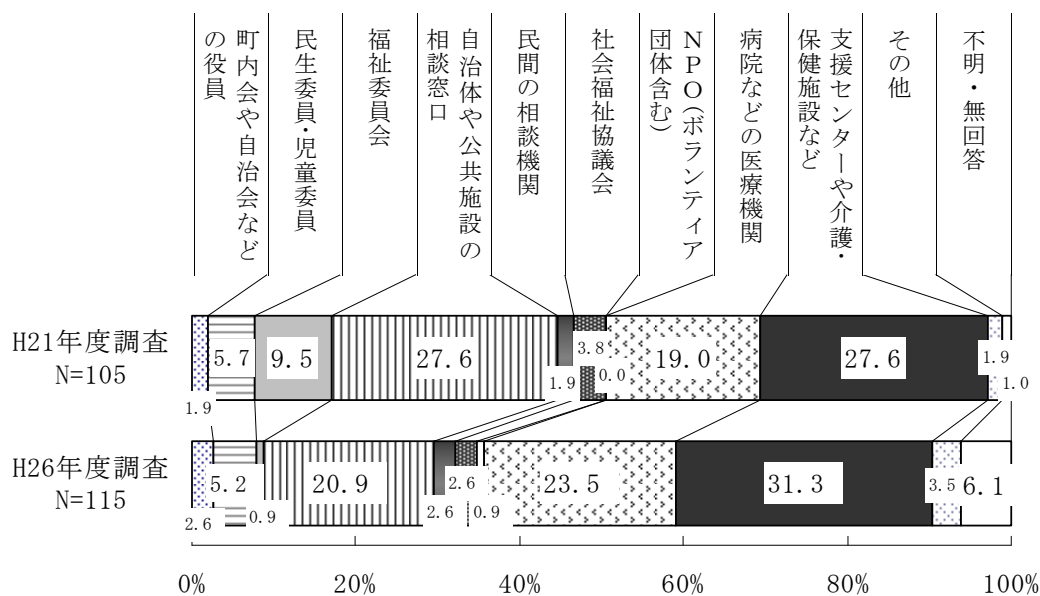 町内会や自治会など
の役員
民生委員・児童委員
福祉委員会
自治体や公共施設の
相談窓口
民間の相談機関
社会福祉協議会
NPO(ボランティア
団体含む)
病院などの医療機関
支援センターや介護・
保健施設など
その他
不明・無回答
H21年度調査
N=105
1.9
5.7
9.5
27.6
1.9
3.8
0.0
19.0
27.6
1.9
1.0
H26年度調査
N=115
2.6
5.2
0.9
20.9
2.6
2.6
0.9
23.5
31.3
3.5
6.1
0%
20%
40%
60%
80%
100%